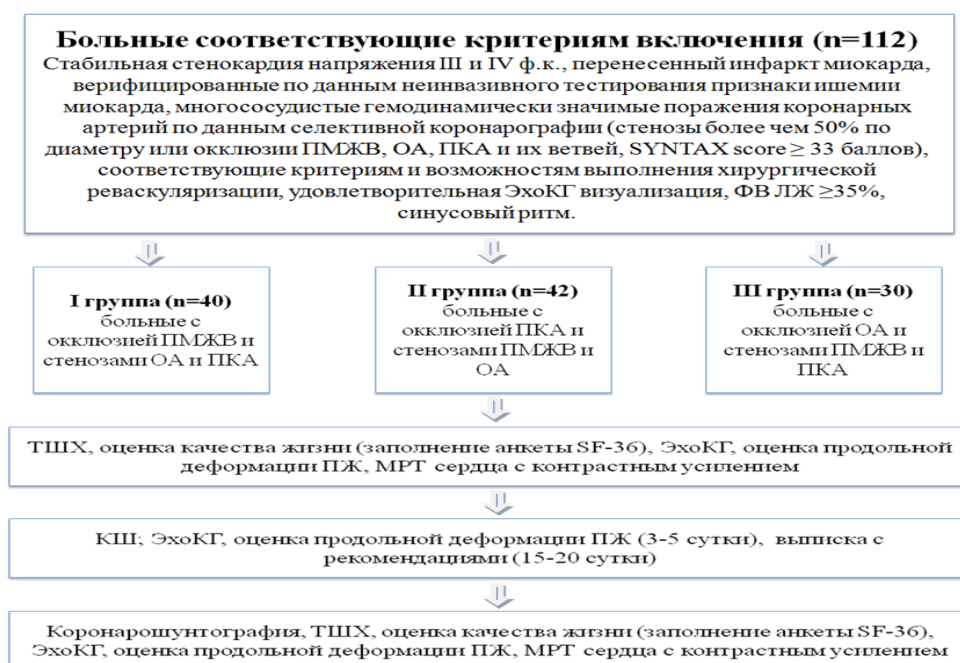 Больные соответствующие критериям включения (n=112)
Стабильная стенокардия напряжения III и IV ф.к., перенесенный инфаркт миокарда,
верифицированные по данным неинвазивного тестирования признаки ишемии
миокарда, многососудистые гемодинамически значимые поражения коронарных
артерий по данным селективной коронарографии (стенозы более чем 50% по
диаметру или окклюзии ПМЖВ, ОА, ПКА и их ветвей, SYNTAX score ≥ 33 баллов),
соответствующие критериям и возможностям выполнения хирургической
реваскуляризации, удовлетворительная ЭхоКГ визуализация, ФВ ЛЖ ≥35%,
синусовый ритм.
I группа (n=40)
больные с
окклюзией ПМЖВ и
стенозами ОА и ПКА
II группа (n=42)
больные с
окклюзией ПКА и
стенозами ПМЖВ и
ОА
III группа (n=30)
больные с
окклюзией ОА и
стенозами ПМЖВ и
ПКА
ТШХ, оценка качества жизни (заполнение анкеты SF-36), ЭхоКГ, оценка продольной
деформации ПЖ, МРТ сердца с контрастным усилением
КШ; ЭхоКГ, оценка продольной деформации ПЖ (3-5 сутки), выписка с
рекомендациями (15-20 сутки)
Коронарошунтография, ТШХ, оценка качества жизни (заполнение анкеты SF-36),
ЭхоКГ, оценка продольной деформации ПЖ, МРТ сердца с контрастным усилением